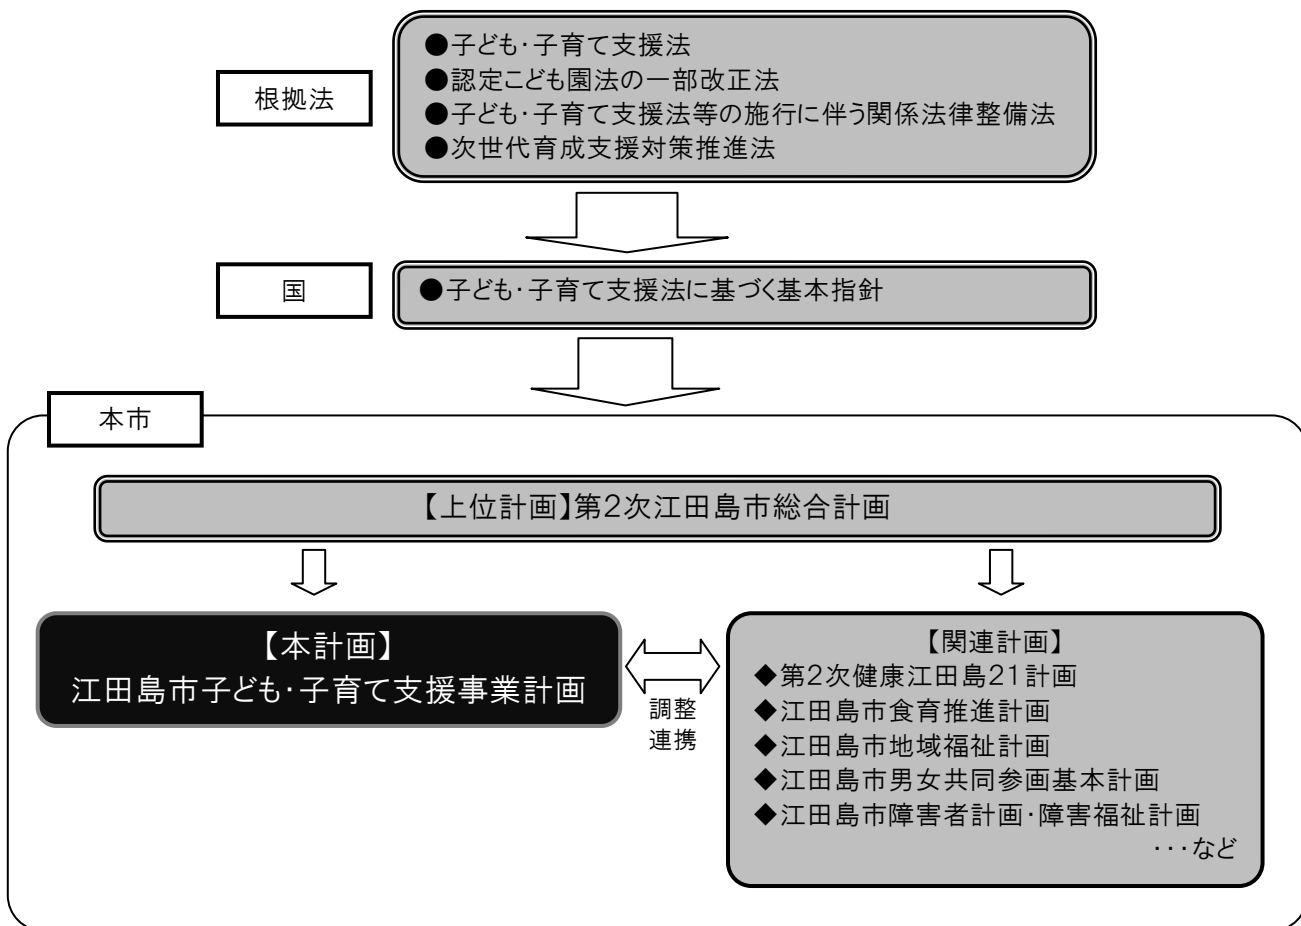 根拠法
●子ども・子育て支援法
●認定こども園法の一部改正法
●子ども・子育て支援法等の施行に伴う関係法律整備法
●次世代育成支援対策推進法
国
●子ども・子育て支援法に基づく基本指針
本市
【上位計画】第2次江田島市総合計画
【本計画】
江田島市子ども・子育て支援事業計画
調整
連携
【関連計画】
◆第2次健康江田島21計画
◆江田島市食育推進計画
◆江田島市地域福祉計画
◆江田島市男女共同参画基本計画
◆江田島市障害者計画・障害福祉計画
・・・など